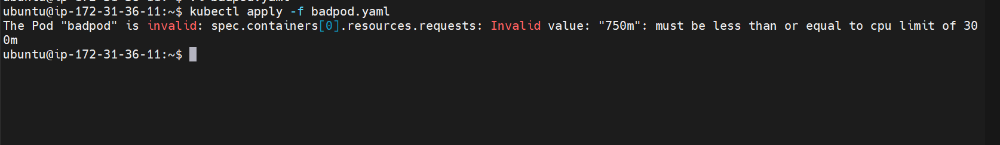 ubuntu@ip-172-31-36-11:~$ kubectl apply -f badpod.yaml
The Pod "badpod" is invalid: spec.containers[0].resources.requests: Invalid value: "750m": must be less than or equal to cpu limit of 30
0m
ubuntu@ip-172-31-36-11:~$